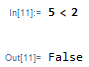 In[11]:= 5 < 2
Out[11]= False